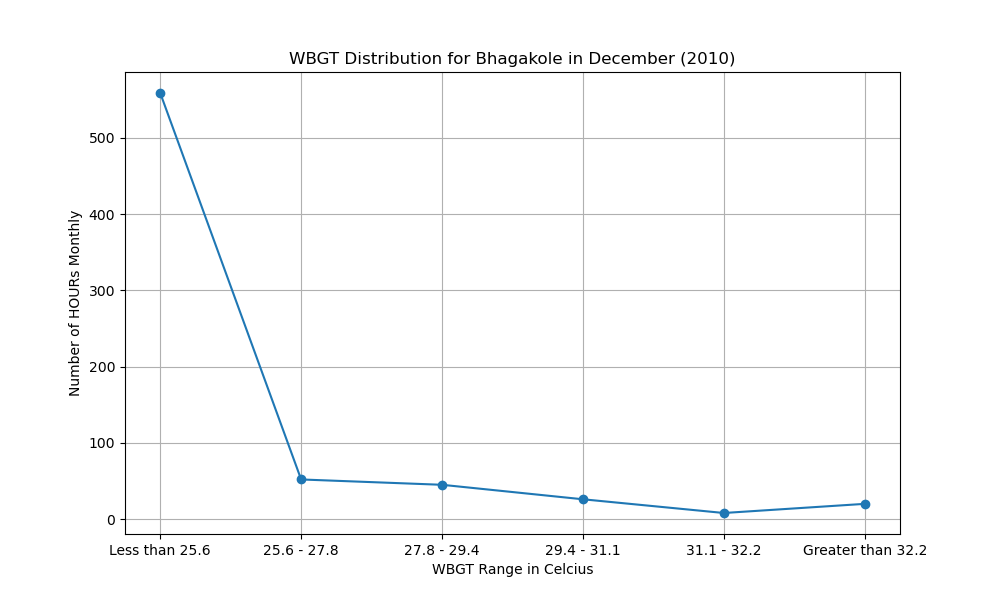 WBGT Distribution for Bhagakole in December (2010)
Number of HOURs Monthly
500
400
300
200
100
0
Less than 25.6
25.6 - 27.8
27.8 - 29.4
29.4 - 31.1
31.1 - 32.2
Greater than 32.2
WBGT Range in Celcius